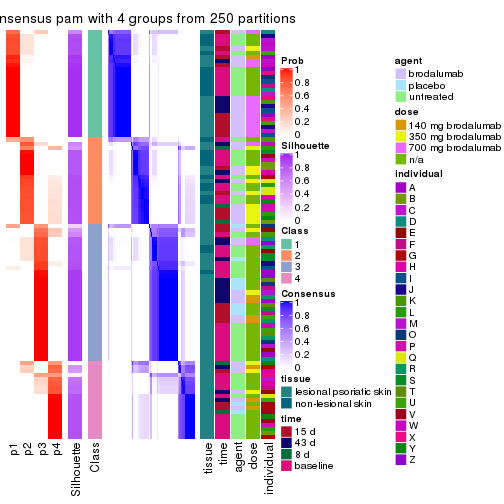 nsensus pam with 4 groups from 250 partitions
Prob
1
0.8
0.6
0.4
0.2
0
Silhouette
1
0.8
0.6
0.4
0.2
0
Class
1
2
3
4
Consensus
1
0.8
0.6
0.4
0.2
0
tissue
lesional psoriatic skin
non-lesional skin
time
15 d
43 d
8 d
baseline
agent
brodalumab
placebo
untreated
dose
140 mg brodalumab
350 mg brodalumab
700 mg brodalumab
n/a
individual
A
B
C
D
E
F
G
H
I
J
K
L
M
O
P
Q
R
S
T
U
V
W
X
Y
Z
p1
p2
p3
p4
Silhouette
Class
tissue
time
agent
dose
individual